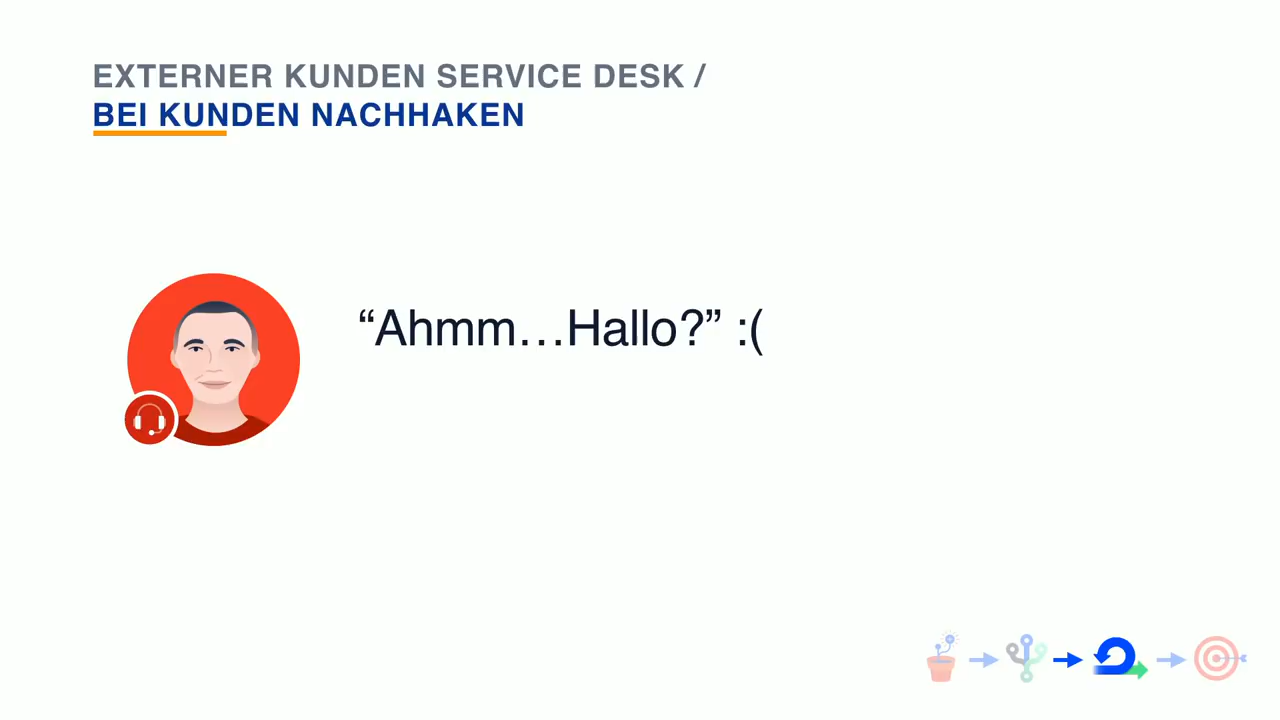 EXTERNER KUNDEN SERVICE DESK /
BEI KUNDEN NACHHAKEN
“Ahmm…Hallo?” :(